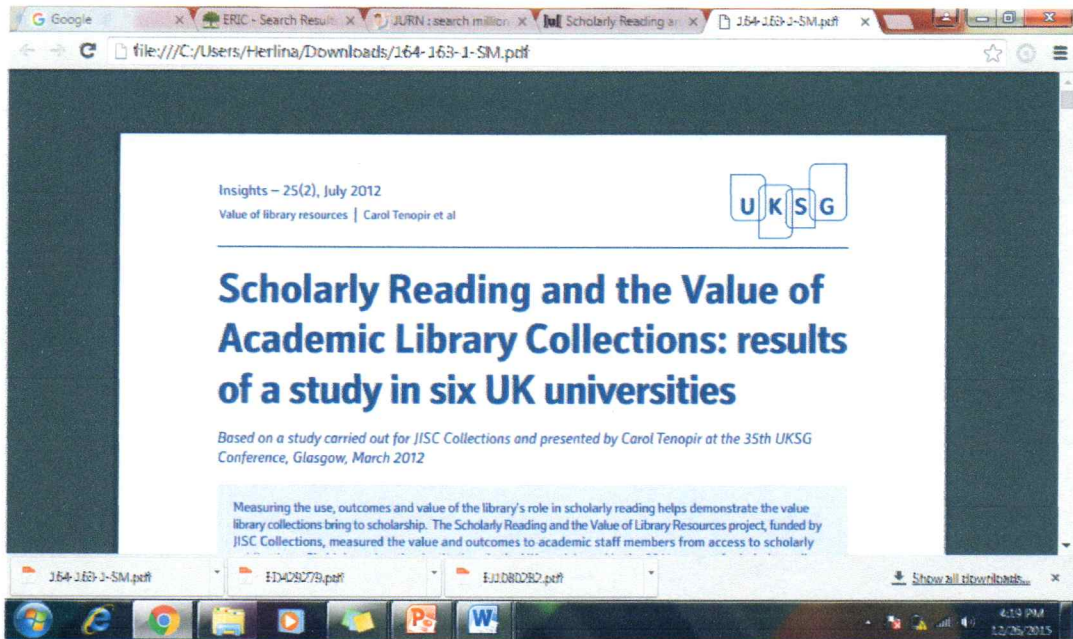 Google
ERIC - Search Result
JURN : search million
Scholarly Reading a
164-163-1-SM.pdf
file:///C:/Users/Herlina/Downloads/164-163-1-SM.pdf
Insights – 25(2), July 2012
Value of library resources | Carol Tenopir et al
UKSG
Scholarly Reading and the Value of
Academic Library Collections: results
of a study in six UK universities
Based on a study carried out for JISC Collections and presented by Carol Tenopir at the 35th UKSG
Conference, Glasgow, March 2012
Measuring the use, outcomes and value of the library's role in scholarly reading helps demonstrate the value
library collections bring to scholarship. The Scholarly Reading and the Value of Library Resources project, funded by
JISC Collections, measured the value and outcomes to academic staff members from access to scholarly
164-163-1-SM.pdf
ED429279.pdf
EJ1080282.pdf
Show all downloads...
4:19 PM
12/26/2015